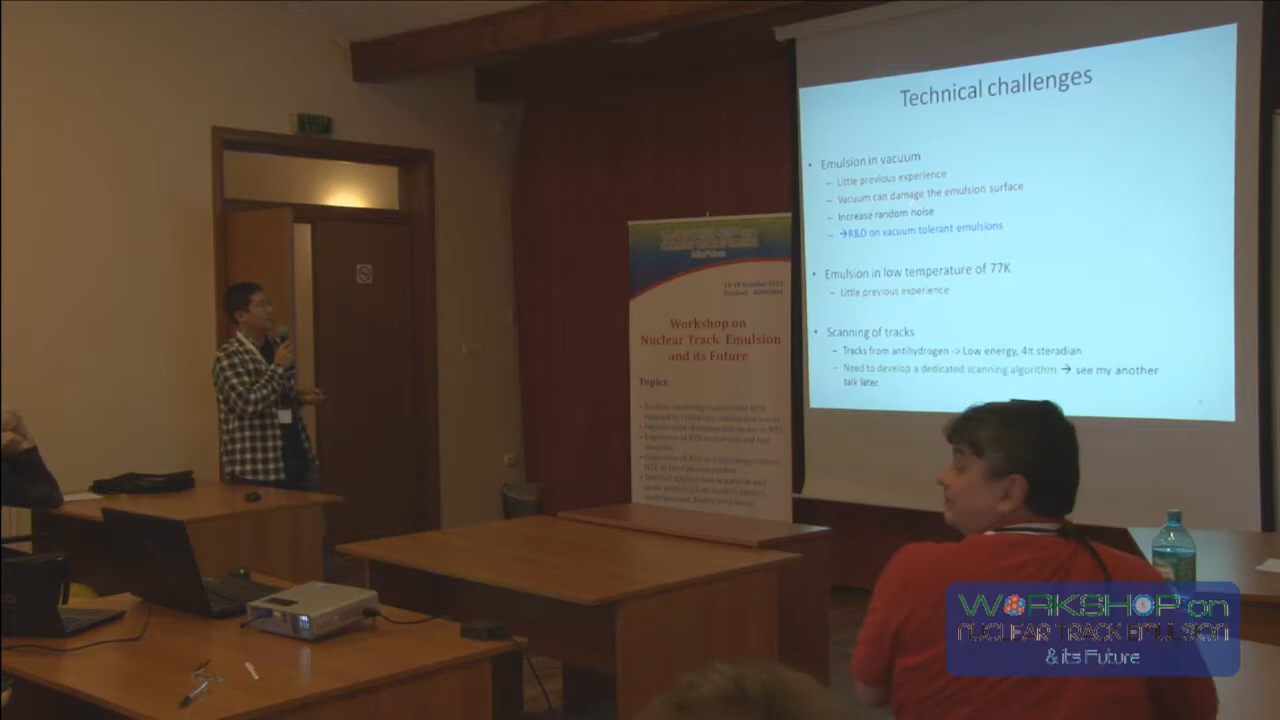 Technical challenges
• Emulsion in vacuum
– Little previous experience
– Vacuum can damage the emulsion surface
– Increase random noise
– →R&D on vacuum tolerant emulsions
• Emulsion in low temperature of 77K
– Little previous experience
• Scanning of tracks
– Tracks from antihydrogen -> Low energy, 4π steradian
– Need to develop a dedicated scanning algorithm → see my another
talk later
Workshop on
Nuclear Track Emulsion
and its Future
Topics
WORKSHOP on
NUCLEAR TRACK EMULSION
& its Future